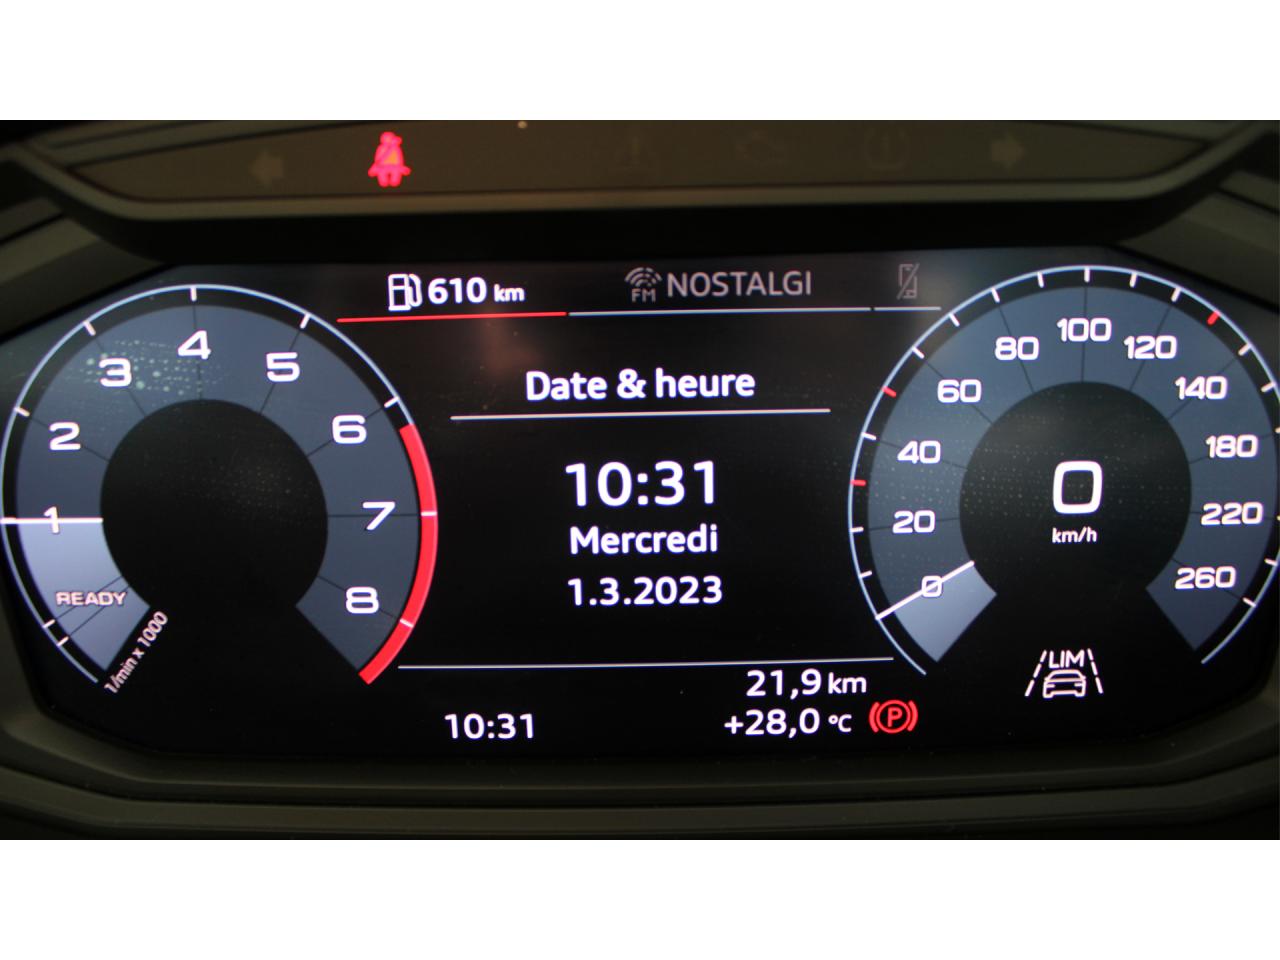 610 km
FM NOSTALGI
Date & heure
10:31
Mercredi
1.3.2023
21,9 km
10:31
+28,0 °C
P
1
2
3
4
5
6
7
8
READY
1/min x 1000
0
20
40
60
80
100
120
140
180
220
260
0
km/h
LIM